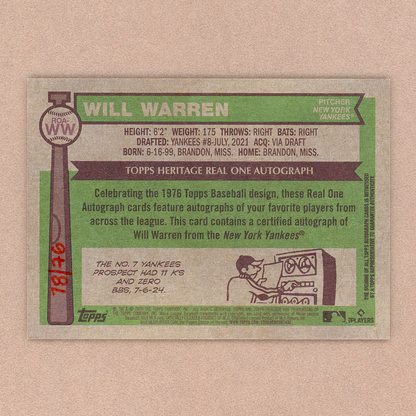 ROA-
WW
WILL WARREN
PITCHER
NEW YORK
YANKEES®
HEIGHT: 6'2" WEIGHT: 175 THROWS: RIGHT BATS: RIGHT
DRAFTED: YANKEES #8-JULY, 2021 ACQ: VIA DRAFT
BORN: 6-16-99, BRANDON, MISS. HOME: BRANDON, MISS.
TOPPS HERITAGE REAL ONE AUTOGRAPH
Celebrating the 1976 Topps Baseball design, these Real One
Autograph cards feature autographs of your favorite players from
across the league. This card contains a certified autograph of
Will Warren from the New York Yankees®
THE NO. 7 YANKEES
PROSPECT HAD 11 K'S
AND ZERO
BBS, 7-6-24.
18/76
topps
PLAYERS